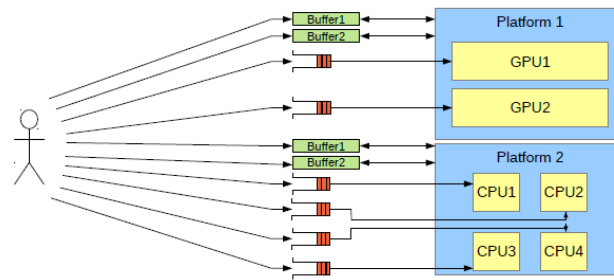 Buffer1
Platform 1
Buffer2
GPU1
GPU2
Buffer1
Platform 2
Buffer2
CPU1
CPU2
CPU3
CPU4